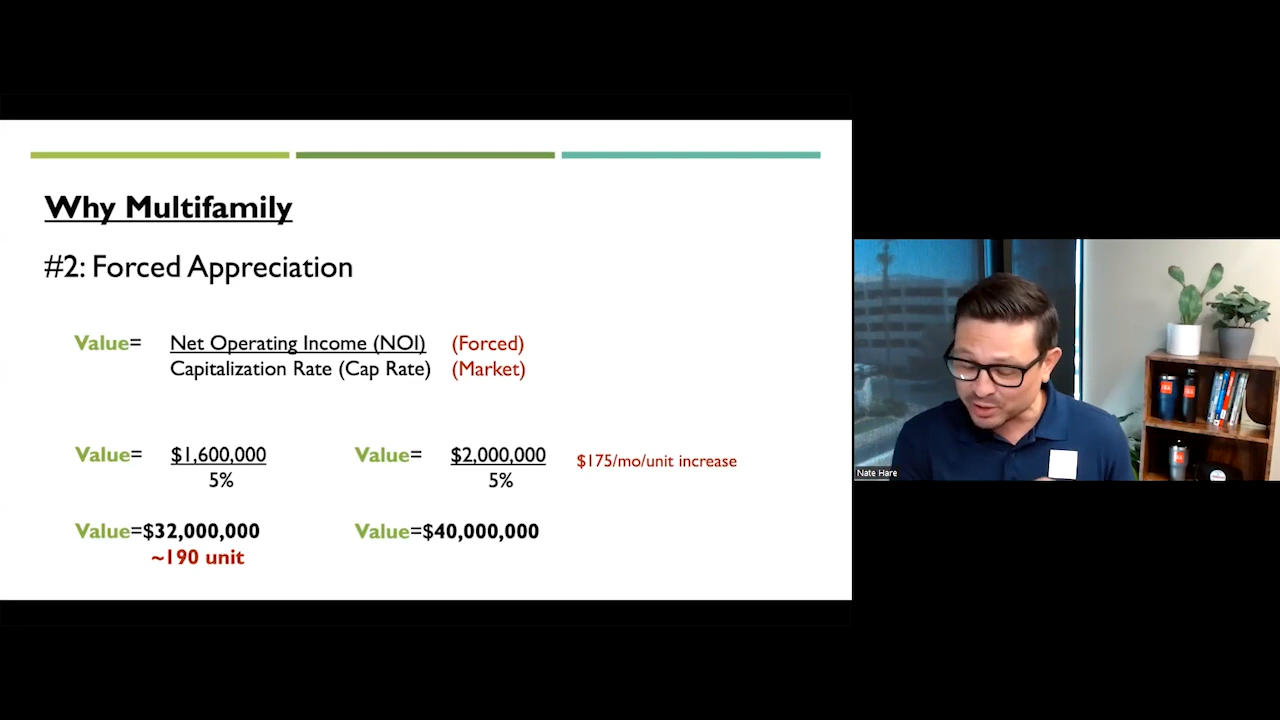 Why Multifamily
#2: Forced Appreciation
Value= Net Operating Income (NOI) (Forced)
Capitalization Rate (Cap Rate) (Market)
Value= $1,600,000 Value= $2,000,000 $175/mo/unit increase
5% 5%
Value=$32,000,000 Value=$40,000,000
~190 unit
Nate Hare